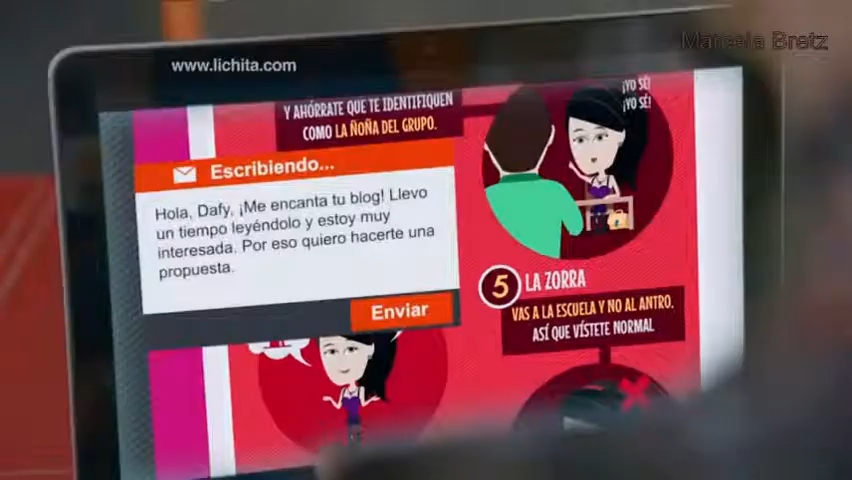 Marcela Bretz
www.lichita.com
¡YO SÉ!
¡YO SÉ!
Y AHÓRRATE QUE TE IDENTIFIQUEN
COMO LA ÑOÑA DEL GRUPO.
Escribiendo...
Hola, Dafy, ¡Me encanta tu blog! Llevo
un tiempo leyéndolo y estoy muy
interesada. Por eso quiero hacerte una
propuesta.
Enviar
5 LA ZORRA
VAS A LA ESCUELA Y NO AL ANTRO.
ASÍ QUE VÍSTETE NORMAL